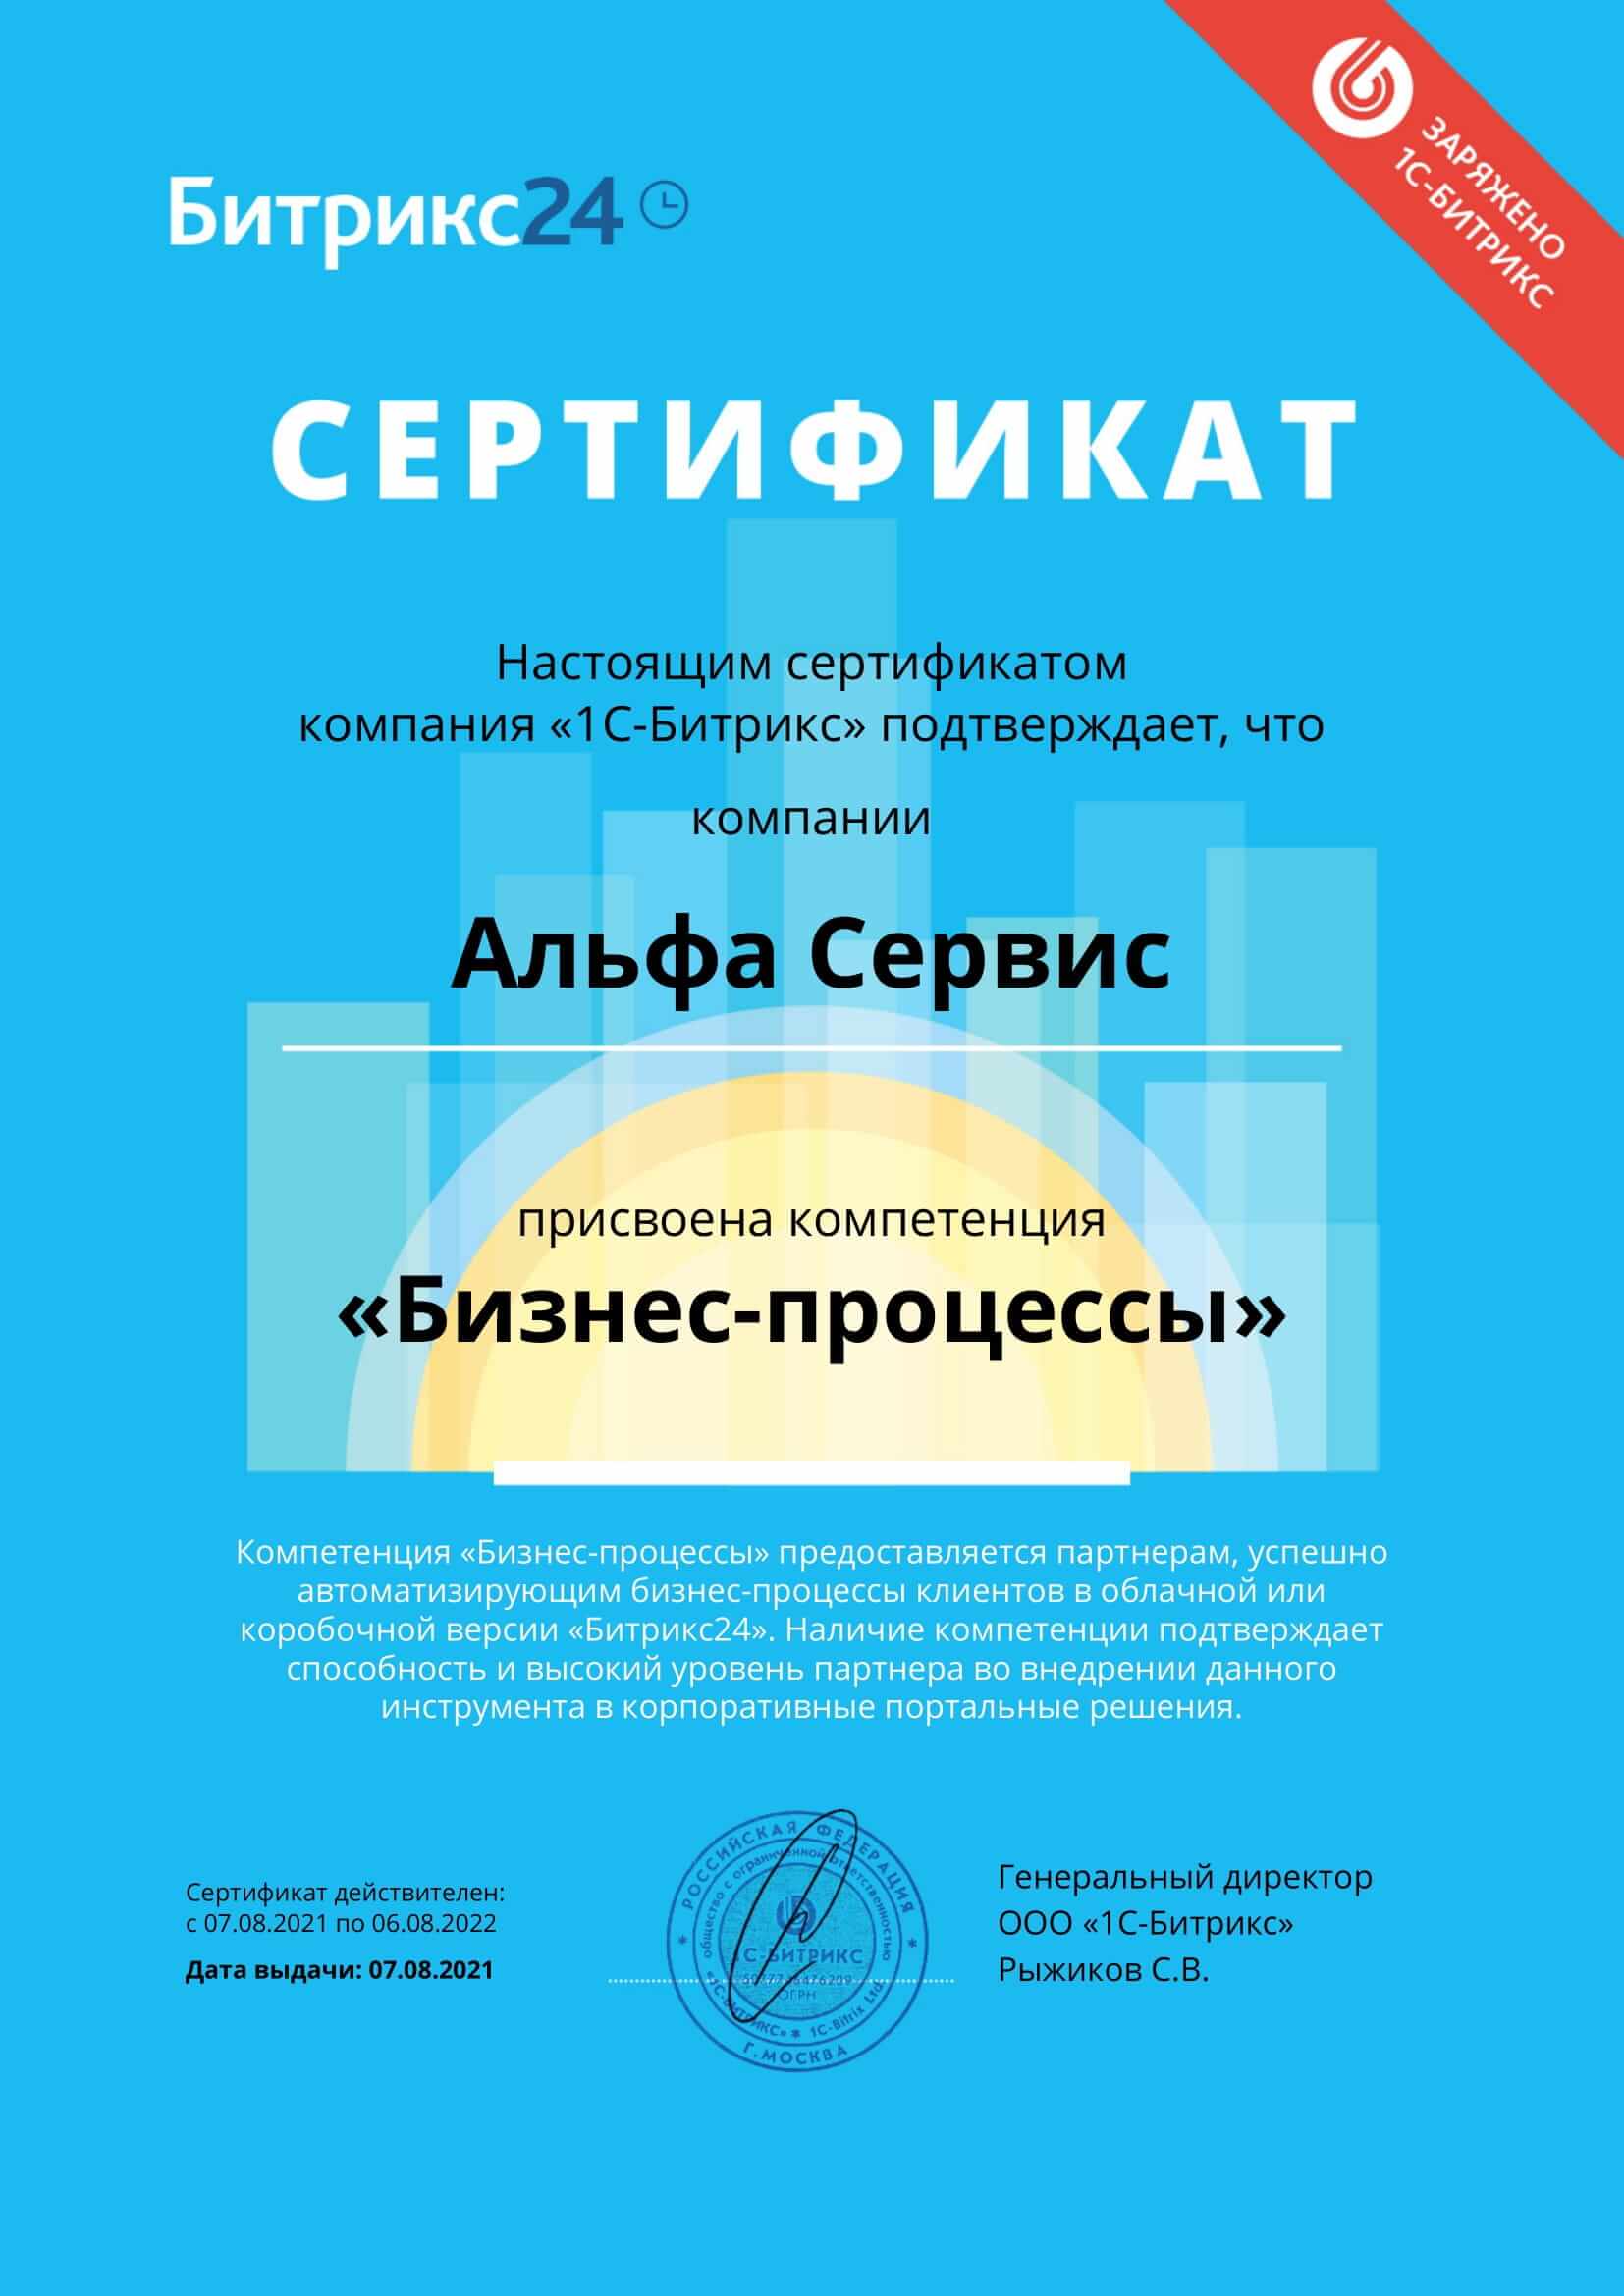 ЗАРЯЖЕНО
1С-БИТРИКС
Битрикс24
СЕРТИФИКАТ
Настоящим сертификатом
компания «1С-Битрикс» подтверждает, что
компании
Альфа Сервис
присвоена компетенция
«Бизнес-процессы»
Компетенция «Бизнес-процессы» предоставляется партнерам, успешно
автоматизирующим бизнес-процессы клиентов в облачной или
коробочной версии «Битрикс24». Наличие компетенции подтверждает
способность и высокий уровень партнера во внедрении данного
инструмента в корпоративные портальные решения.
Сертификат действителен:
с 07.08.2021 по 06.08.2022
Дата выдачи: 07.08.2021
РОССИЙСКАЯ ФЕДЕРАЦИЯ
общество с ограниченной ответственностью
1С-БИТРИКС
ОГРН
«1С-БИТРИКС» * 1C-Bitrix Ltd
Г.МОСКВА
Генеральный директор
ООО «1С-Битрикс»
Рыжиков С.В.